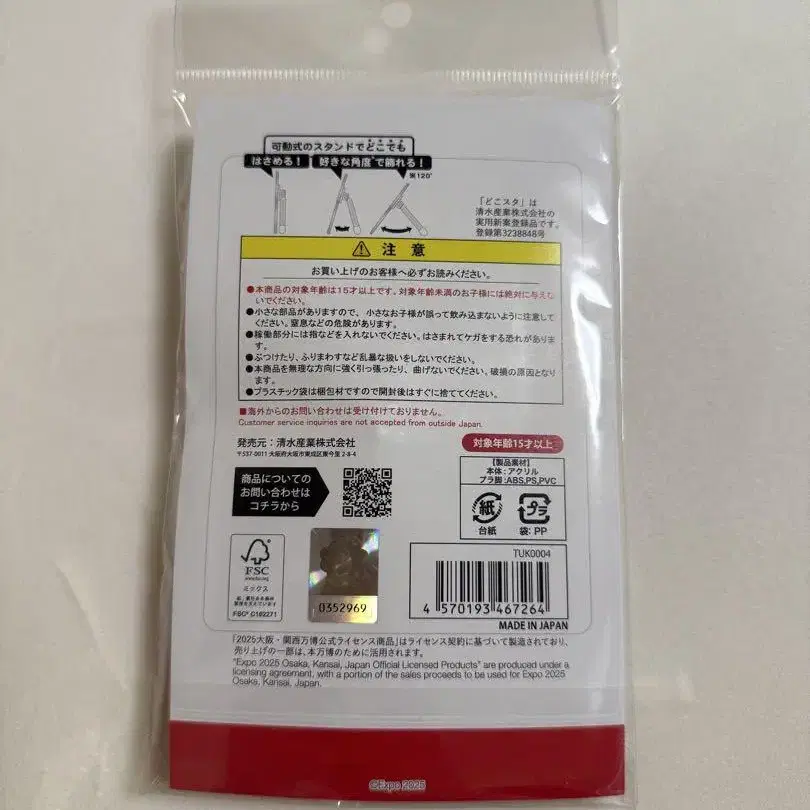 可動式のスタンドでどこでも
はさめる! 好きな角度*で飾れる!
※120°
「どこスタ」は
清水産業株式会社の
実用新案登録品です。
登録第3238848号
注 意
お買い上げのお客様へ必ずお読みください。
●本商品の対象年齢は15才以上です。対象年齢未満のお子様には絶対に与えな
いでください。
●小さな部品がありますので、小さなお子様が誤って飲み込まないように注意して
ください。窒息などの危険があります。
●稼働部分には指などを入れないでください。はさまれてケガをする恐れがありま
す。
●ぶつけたり、ふりまわすなど乱暴な扱いをしないでください。
●本商品を無理な方向に強く引っ張ったり、曲げないでください。破損の原因となり
ます。
●プラスチック袋は梱包材ですので開封後はすぐに捨ててください。
■海外からのお問い合わせは受け付けておりません。
Customer service inquiries are not accepted from outside Japan.
発売元：清水産業株式会社
〒537-0011 大阪府大阪市東成区東今里 2-8-4
対象年齢15才以上
商品についての
お問い合わせは
コチラから
【製品素材】
本体：アクリル
プラ脚：ABS,PS,PVC
紙
プラ
台紙
袋：PP
FSC
ミックス
FSC® C182271
0352969
TUK0004
4 570193 467264
MADE IN JAPAN
「2025大阪・関西万博公式ライセンス商品」はライセンス契約に基づいて製造されており、
売り上げの一部は、本万博のために活用されます。
"Expo 2025 Osaka, Kansai, Japan Official Licensed Products" are produced under a
licensing agreement, with a portion of the sales proceeds to be used for Expo 2025
Osaka, Kansai, Japan.
©Expo 2025